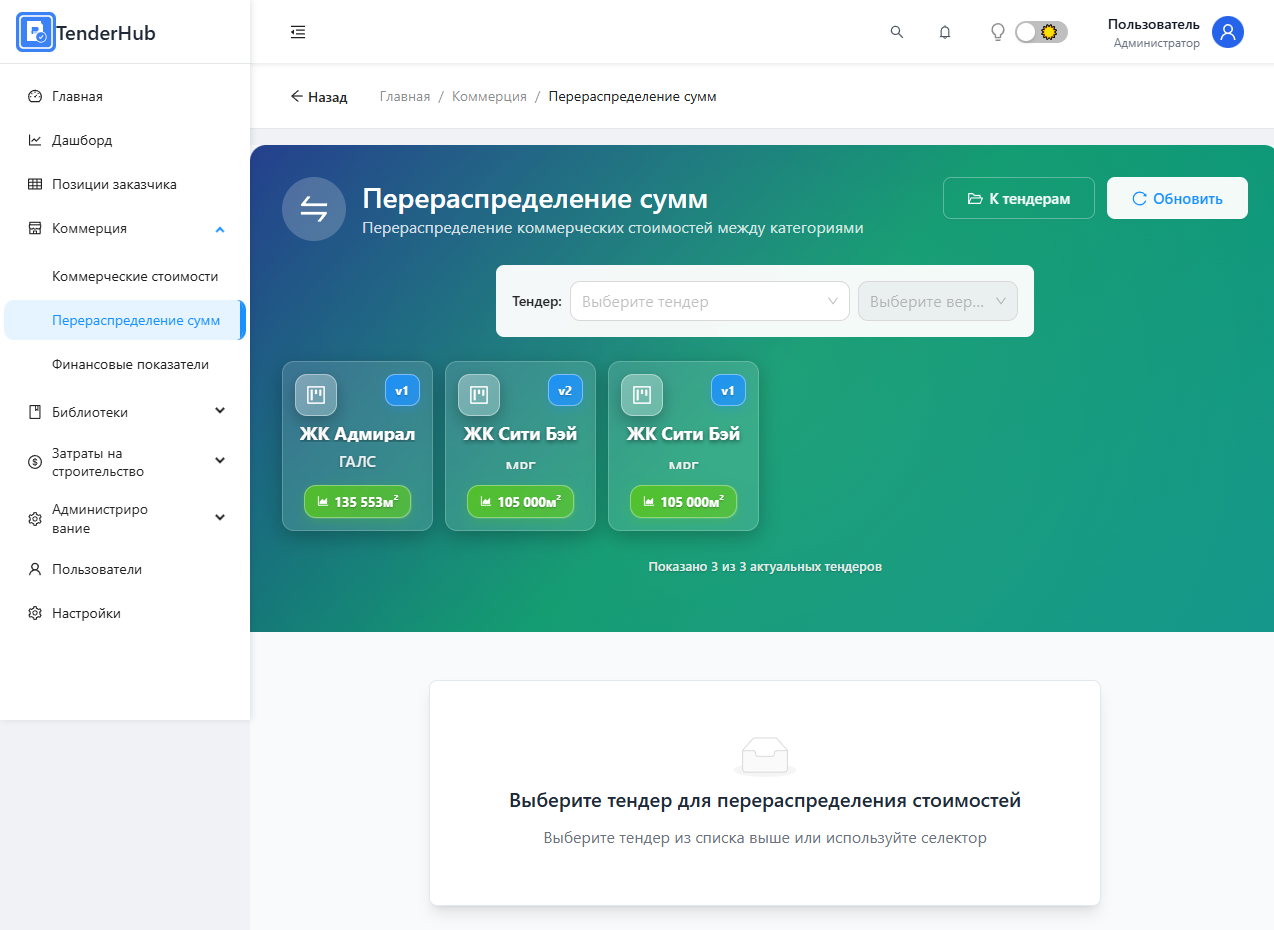 TenderHub
Пользователь
Администратор
Главная
Дашборд
Позиции заказчика
Коммерция
Коммерческие стоимости
Перераспределение сумм
Финансовые показатели
Библиотеки
Затраты на
строительство
Администриро
вание
Пользователи
Настройки
Назад
Главная / Коммерция / Перераспределение сумм
Перераспределение сумм
Перераспределение коммерческих стоимостей между категориями
К тендерам
Обновить
Тендер: Выберите тендер Выберите вер...
v1
ЖК Адмирал
ГАЛС
135 553м²
v2
ЖК Сити Бэй
МРГ
105 000м²
v1
ЖК Сити Бэй
МРГ
105 000м²
Показано 3 из 3 актуальных тендеров
Выберите тендер для перераспределения стоимостей
Выберите тендер из списка выше или используйте селектор